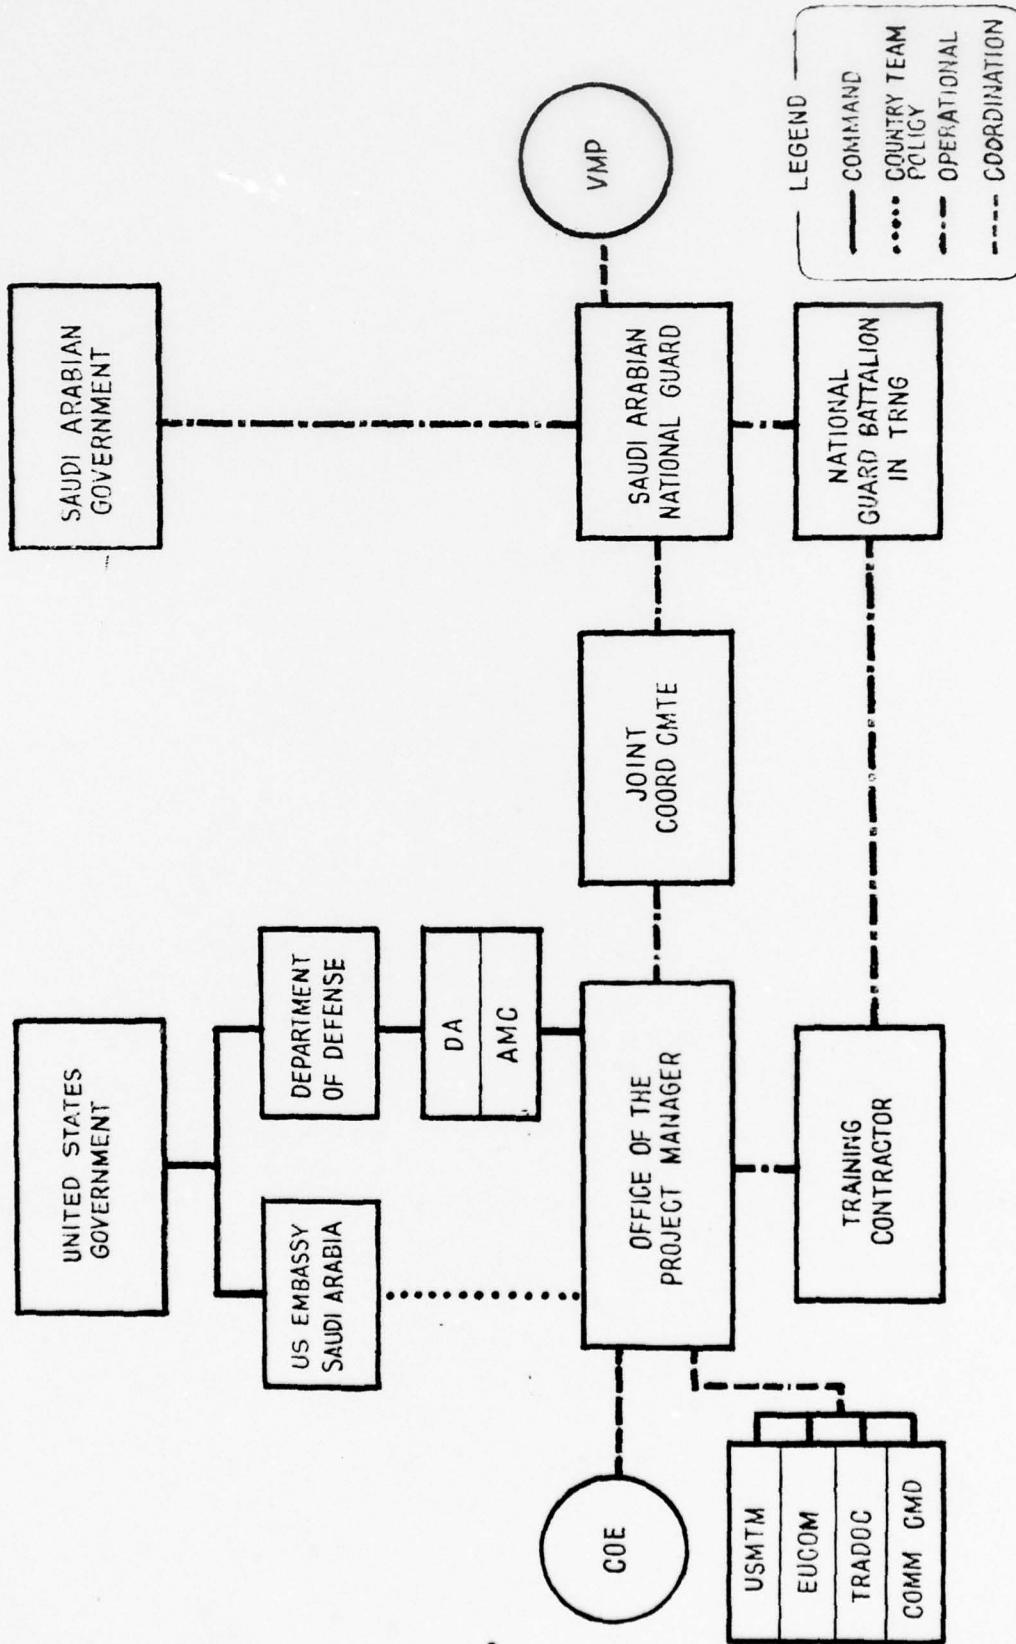 UNITED STATES
GOVERNMENT
SAUDI ARABIAN
GOVERNMENT
US EMBASSY
SAUDI ARABIA
DEPARTMENT
OF DEFENSE
DA
AMC
COE
OFFICE OF THE
PROJECT MANAGER
JOINT
COORD CMTE
SAUDI ARABIAN
NATIONAL GUARD
VMP
USMTM
EUCOM
TRADOC
COMM CMD
TRAINING
CONTRACTOR
NATIONAL
GUARD BATTALION
IN TRNG
LEGEND
COMMAND
COUNTRY TEAM
POLICY
OPERATIONAL
COORDINATION